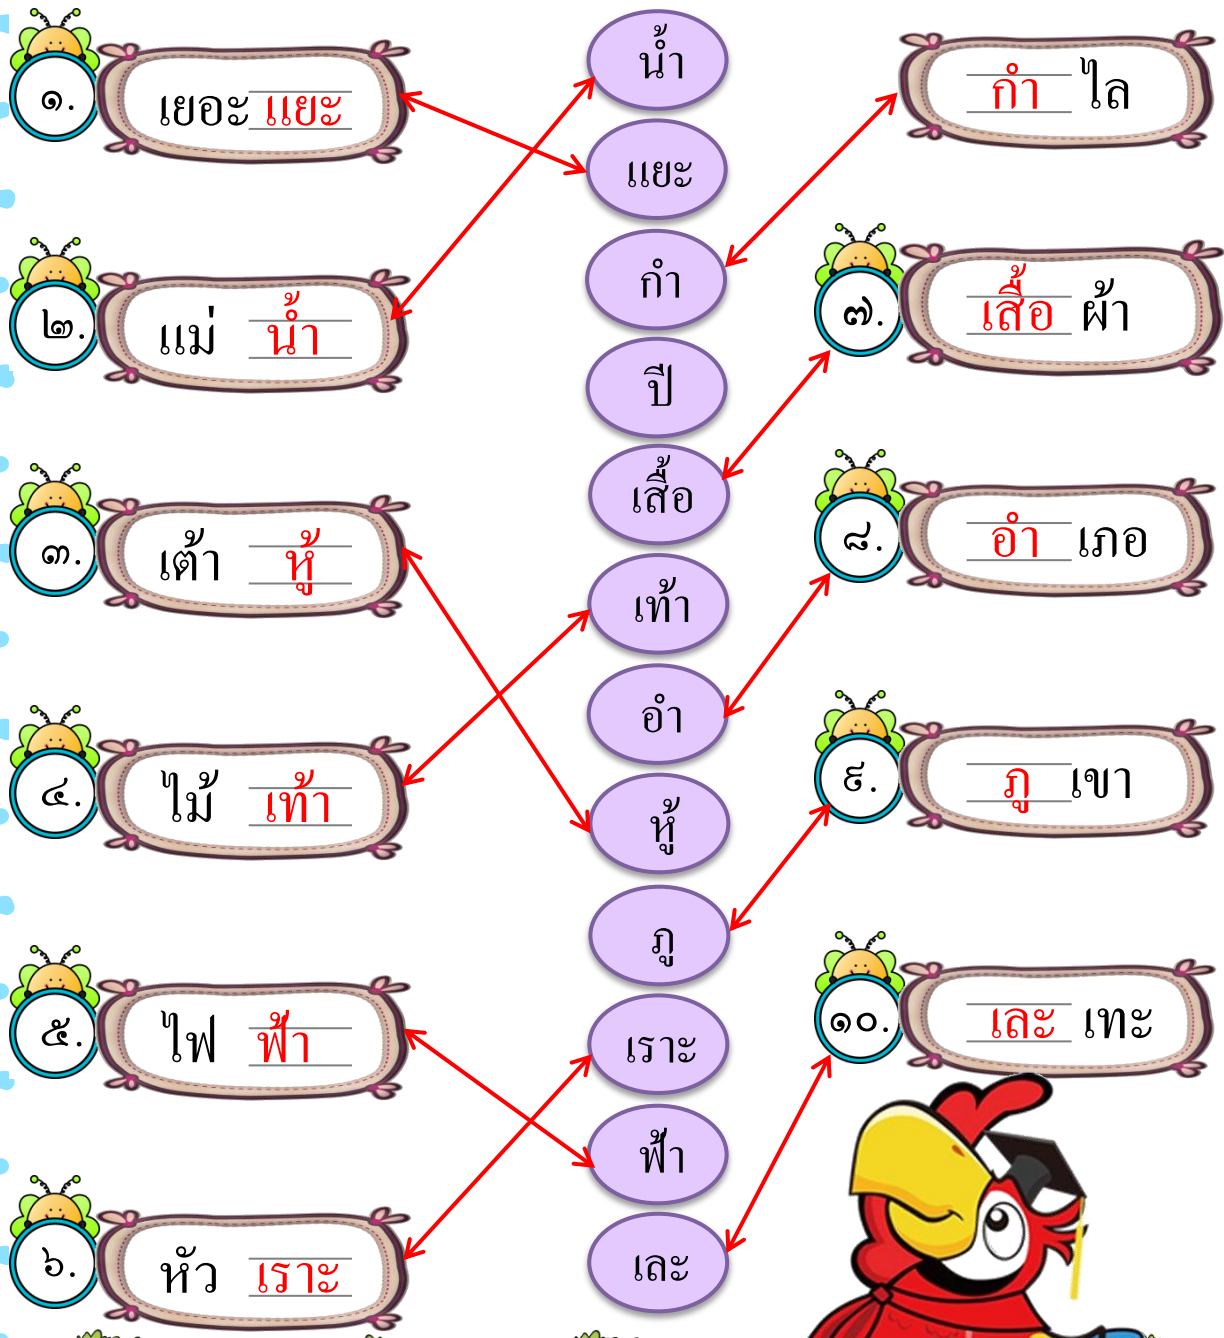 ๑. เยอะ แยะ
๒. แม่ น้ำ
๓. เต้า หู้
๔. ไม้ เท้า
๕. ไฟ ฟ้า
๖. หัว เราะ
น้ำ
แยะ
กำ
ปี
เสื้อ
เท้า
อำ
หู้
ภู
เราะ
ฟ้า
เละ
กำ ไล
๗. เสื้อ ผ้า
๘. อำ เภอ
๙. ภู เขา
๑๐. เละ เทะ